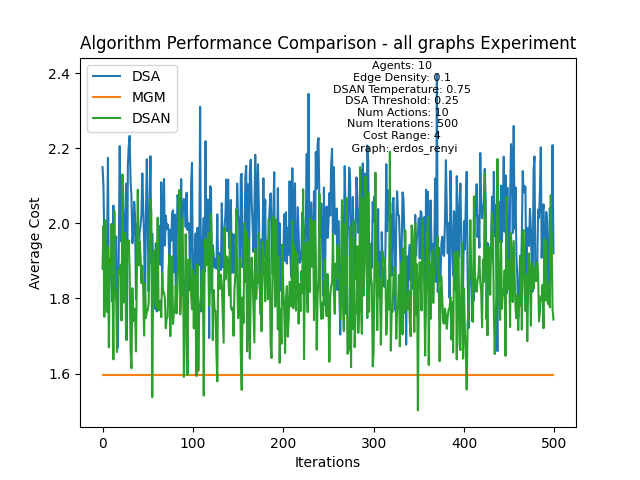 Algorithm Performance Comparison - all graphs Experiment
DSA
MGM
DSAN
Agents: 10
Edge Density: 0.1
DSAN Temperature: 0.75
DSA Threshold: 0.25
Num Actions: 10
Num Iterations: 500
Cost Range: 4
Graph: erdos_renyi
Average Cost
2.4
2.2
2.0
1.8
1.6
0
100
200
300
400
500
Iterations